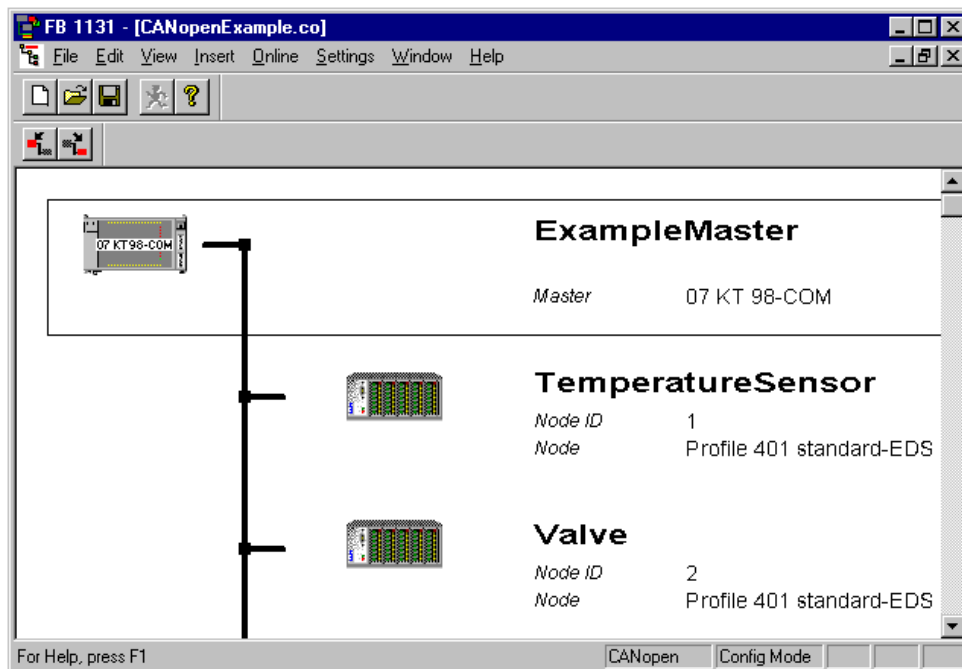 FB 1131 - [CANopenExample.co]
File Edit View Insert Online Settings Window Help
07 KT98-COM
ExampleMaster
Master 07 KT 98-COM
TemperatureSensor
Node ID 1
Node Profile 401 standard-EDS
Valve
Node ID 2
Node Profile 401 standard-EDS
For Help, press F1 CANopen Config Mode